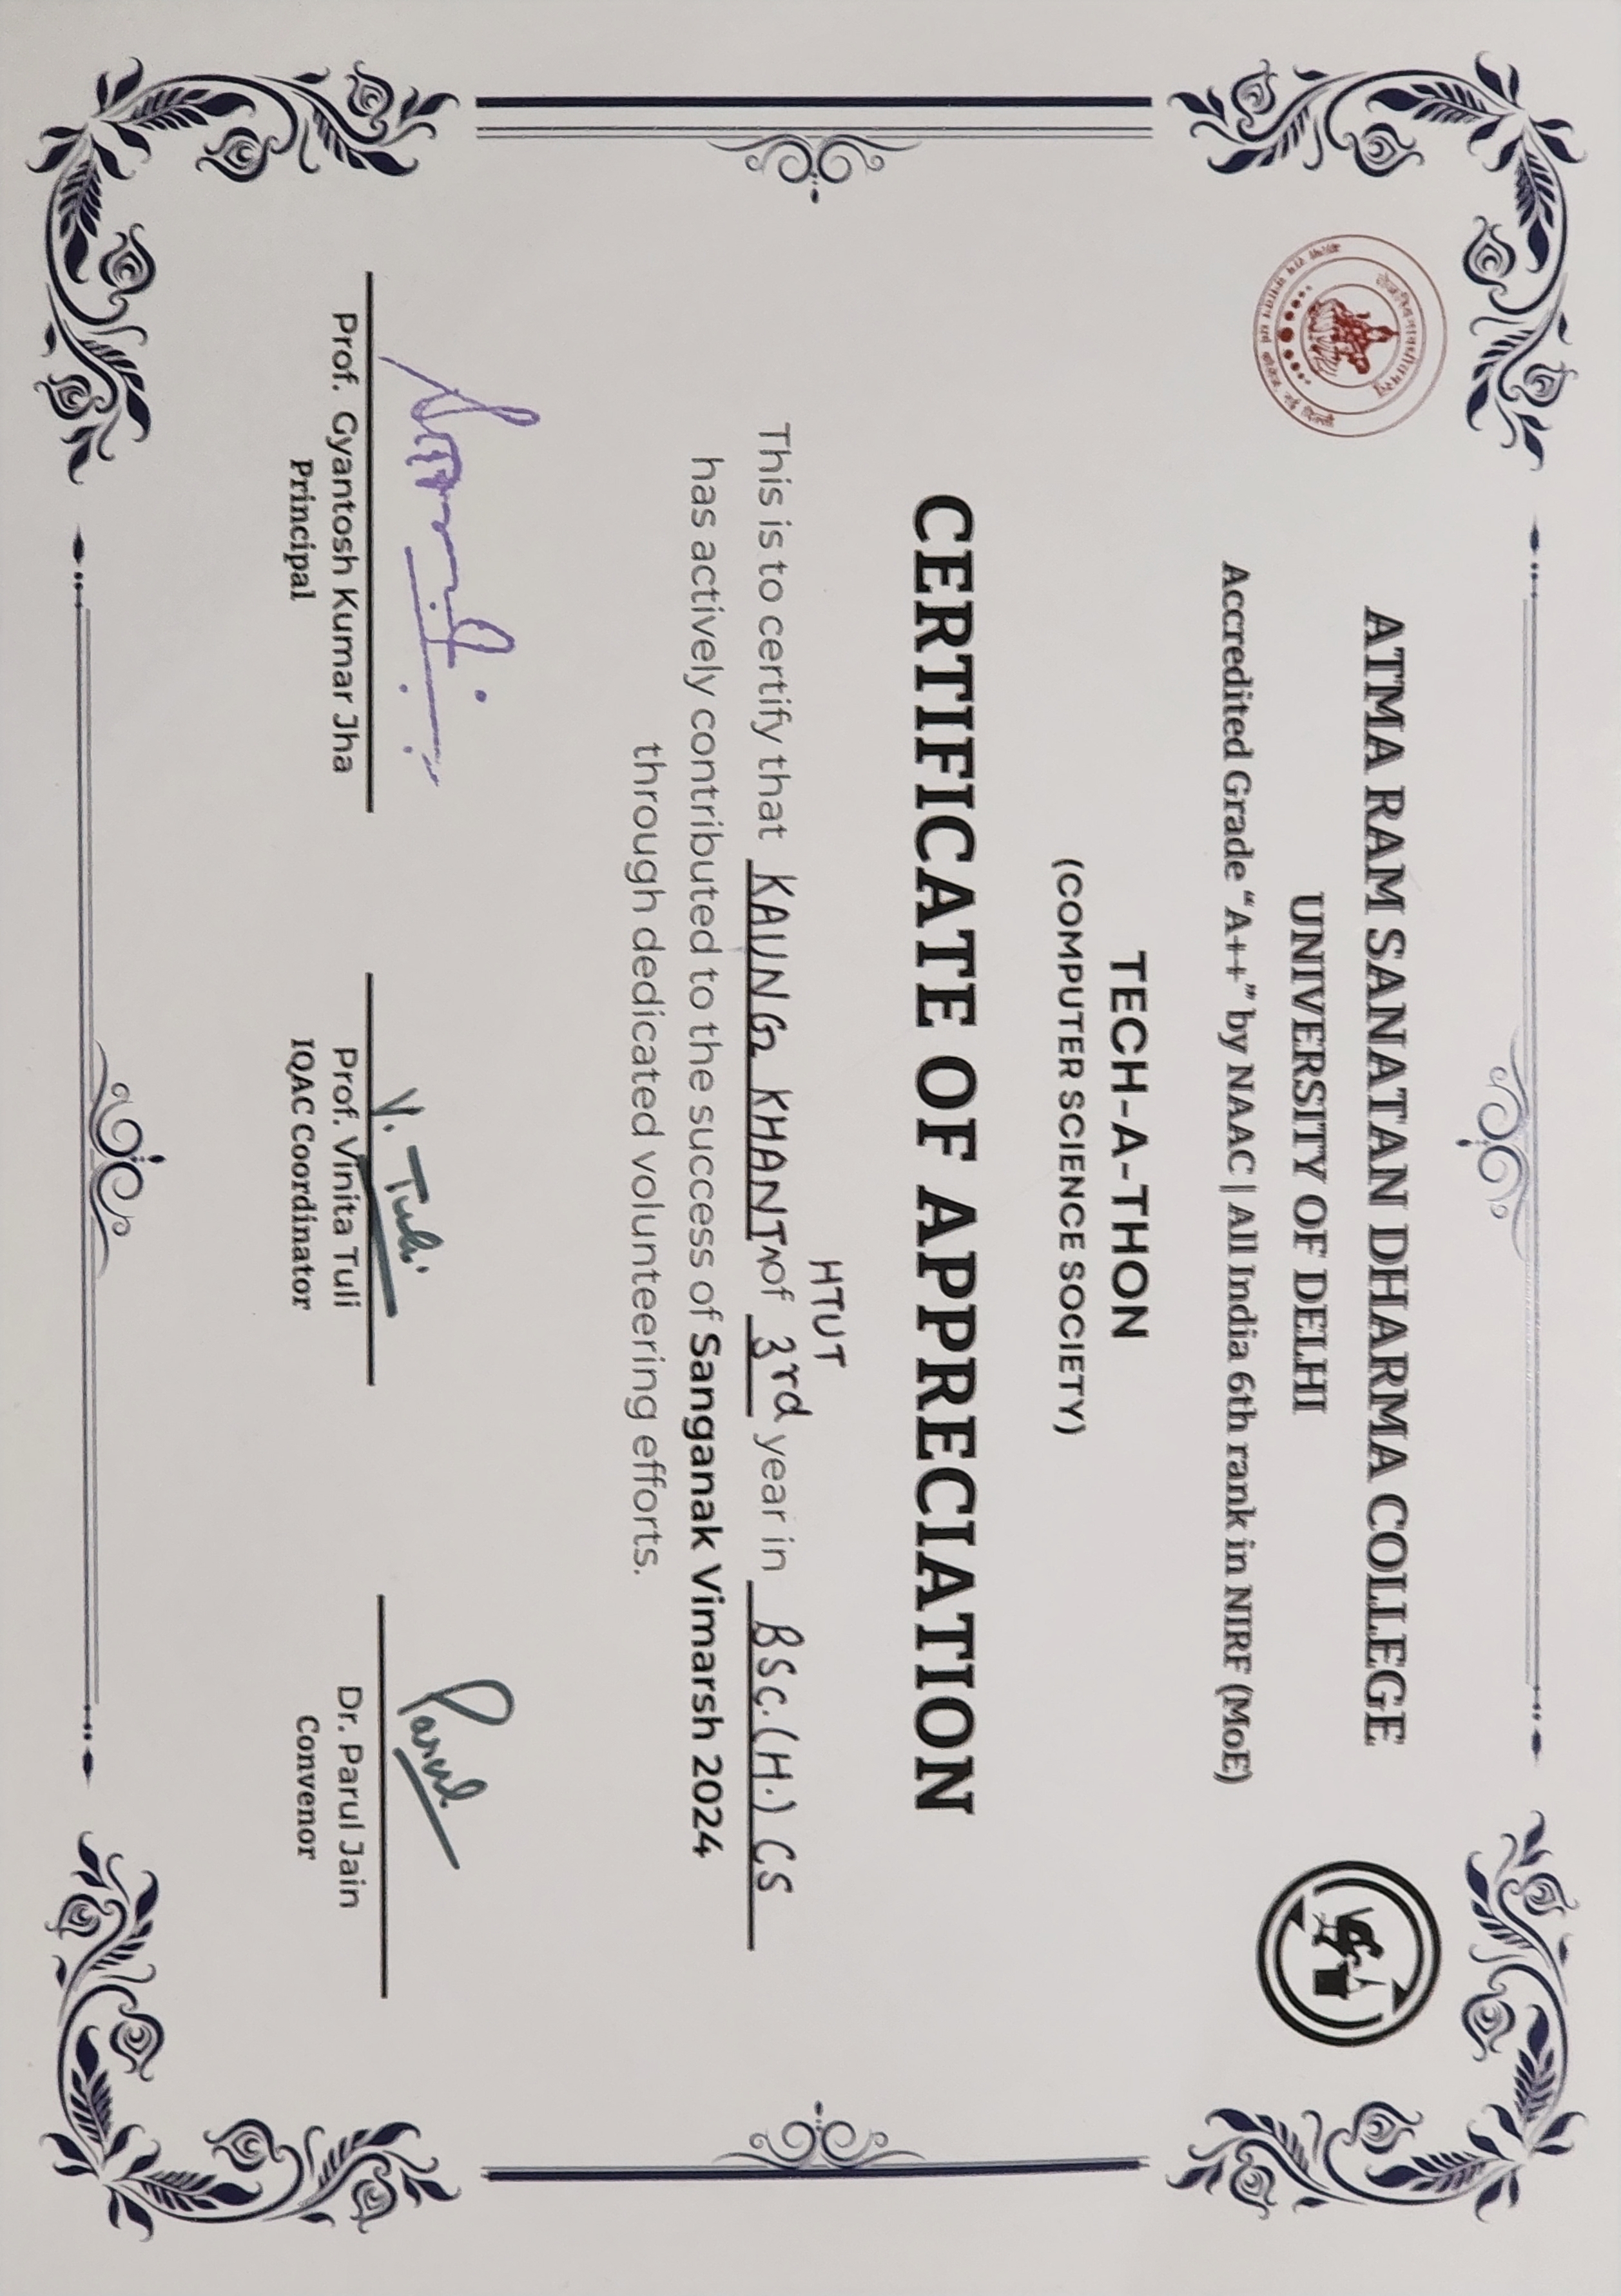 ATMA RAM SANATAN DHARMA COLLEGE
UNIVERSITY OF DELHI
Accredited Grade "A++" by NAAC | All India 6th rank in NIRF (MoE)
TECH-A-THON
(COMPUTER SCIENCE SOCIETY)
CERTIFICATE OF APPRECIATION
HTUT
This is to certify that KAUNG KHANT^of 3rd year in BSc.(H.) CS
has actively contributed to the success of Sanganak Vimarsh 2024
through dedicated volunteering efforts.
V. Tuli
Parul
Prof. Gyantosh Kumar Jha
Principal
Prof. Vinita Tuli
IQAC Coordinator
Dr. Parul Jain
Convenor